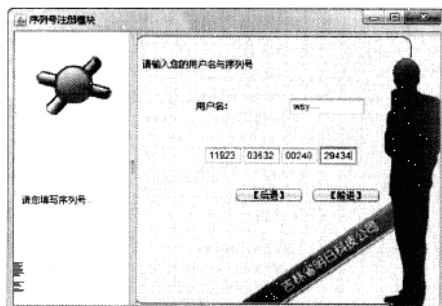 序列号注册模块
请输入您的用户名与序列号
用户名: wsy
11923 03632 00240 29434
请您填写序列号
【后退】 【前进】
吉林省明日科技公司